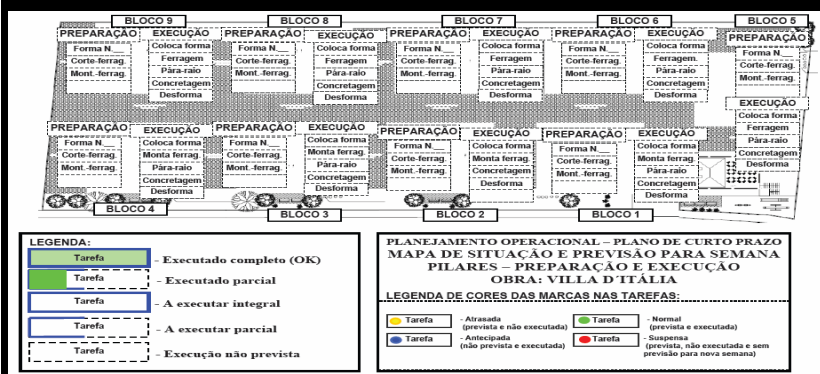 BLOCO 9
BLOCO 8
BLOCO 7
BLOCO 6
BLOCO 5
PREPARAÇÃO
Forma N.__
Corte-ferrag.
Mont.-ferrag.
EXECUÇÃO
Coloca forma
Ferragem
Pára-raio
Concretagem
Desforma
PREPARAÇÃO
Forma N.__
Corte-ferrag.
Mont.-ferrag.
EXECUÇÃO
Coloca forma
Ferragem
Pára-raio
Concretagem
Desforma
PREPARAÇÃO
Forma N.__
Corte-ferrag.
Mont.-ferrag.
EXECUÇÃO
Coloca forma
Ferragem
Pára-raio
Concretagem
Desforma
PREPARAÇÃO
Forma N.__
Corte-ferrag.
Mont.-ferrag.
EXECUÇÃO
Coloca forma
Ferragem.
Pára-raio
Concretagem
Desforma
PREPARAÇÃO
Forma N.__
Corte-ferrag.
Mont.-ferrag.
EXECUÇÃO
Coloca forma
Ferragem
Pára-raio
Concretagem
Desforma
PREPARAÇÃO
Forma N.__
Corte-ferrag.
Mont.-ferrag.
EXECUÇÃO
Coloca forma
Monta ferrag.
Pára-raio
Concretagem
Desforma
PREPARAÇÃO
Forma N.__
Corte-ferrag.
Mont.-ferrag.
EXECUÇÃO
Coloca forma
Monta ferrag.
Pára-raio
Concretagem
Desforma
PREPARAÇÃO
Forma N.__
Corte-ferrag.
Mont.-ferrag.
EXECUÇÃO
Coloca forma
Monta ferrag.
Pára-raio
Concretagem
Desforma
PREPARAÇÃO
Forma N.__
Corte-ferrag.
Mont.-ferrag.
EXECUÇÃO
Coloca forma
Monta ferrag.
Pára-raio
Concretagem
Desforma
BLOCO 4
BLOCO 3
BLOCO 2
BLOCO 1
LEGENDA:
Tarefa - Executado completo (OK)
Tarefa - Executado parcial
Tarefa - A executar integral
Tarefa - A executar parcial
Tarefa - Execução não prevista
PLANEJAMENTO OPERACIONAL – PLANO DE CURTO PRAZO
MAPA DE SITUAÇÃO E PREVISÃO PARA SEMANA
PILARES – PREPARAÇÃO E EXECUÇÃO
OBRA: VILLA D´ITÁLIA
LEGENDA DE CORES DAS MARCAS NAS TAREFAS:
Tarefa - Atrasada
(prevista e não executada)
Tarefa - Normal
(prevista e executada)
Tarefa - Antecipada
(não prevista e executada)
Tarefa - Suspensa
(prevista, não executada e sem
previsão para nova semana)